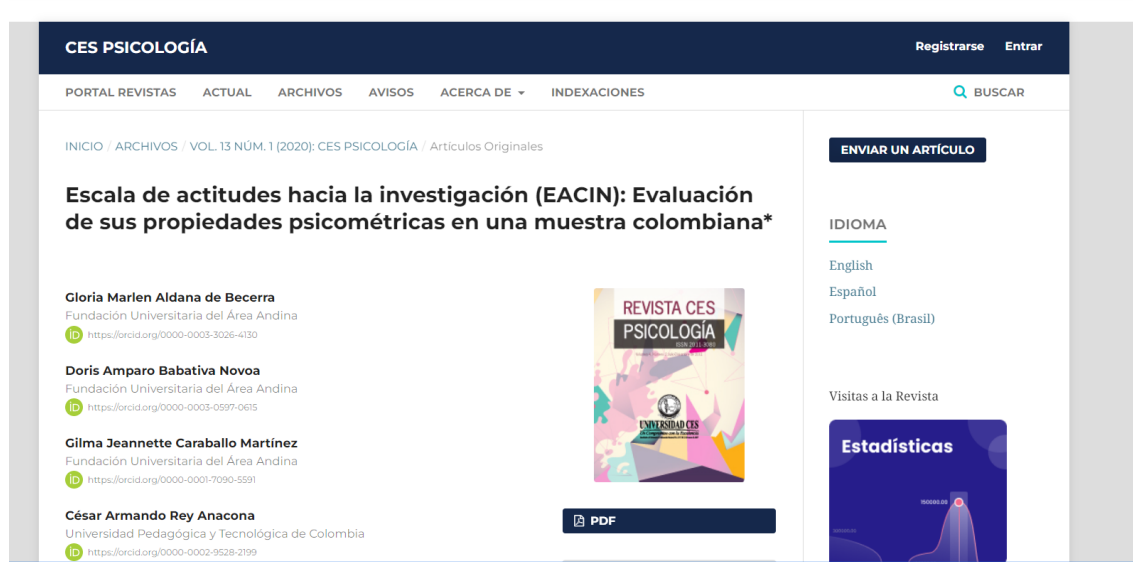 CES PSICOLOGÍA
Registrarse Entrar
PORTAL REVISTAS ACTUAL ARCHIVOS AVISOS ACERCA DE INDEXACIONES
BUSCAR
INICIO / ARCHIVOS / VOL. 13 NÚM. 1 (2020): CES PSICOLOGÍA / Artículos Originales
Escala de actitudes hacia la investigación (EACIN): Evaluación
de sus propiedades psicométricas en una muestra colombiana*
Gloria Marlen Aldana de Becerra
Fundación Universitaria del Área Andina
iD https://orcid.org/0000-0003-3026-4130
Doris Amparo Babativa Novoa
Fundación Universitaria del Área Andina
iD https://orcid.org/0000-0003-0597-0615
Gilma Jeannette Caraballo Martínez
Fundación Universitaria del Área Andina
iD https://orcid.org/0000-0001-7090-5591
César Armando Rey Anacona
Universidad Pedagógica y Tecnológica de Colombia
iD https://orcid.org/0000-0002-9528-2199
REVISTA CES
PSICOLOGÍA
UNIVERSIDAD CES
PDF
ENVIAR UN ARTÍCULO
IDIOMA
English
Español
Português (Brasil)
Visitas a la Revista
Estadísticas
150000.00